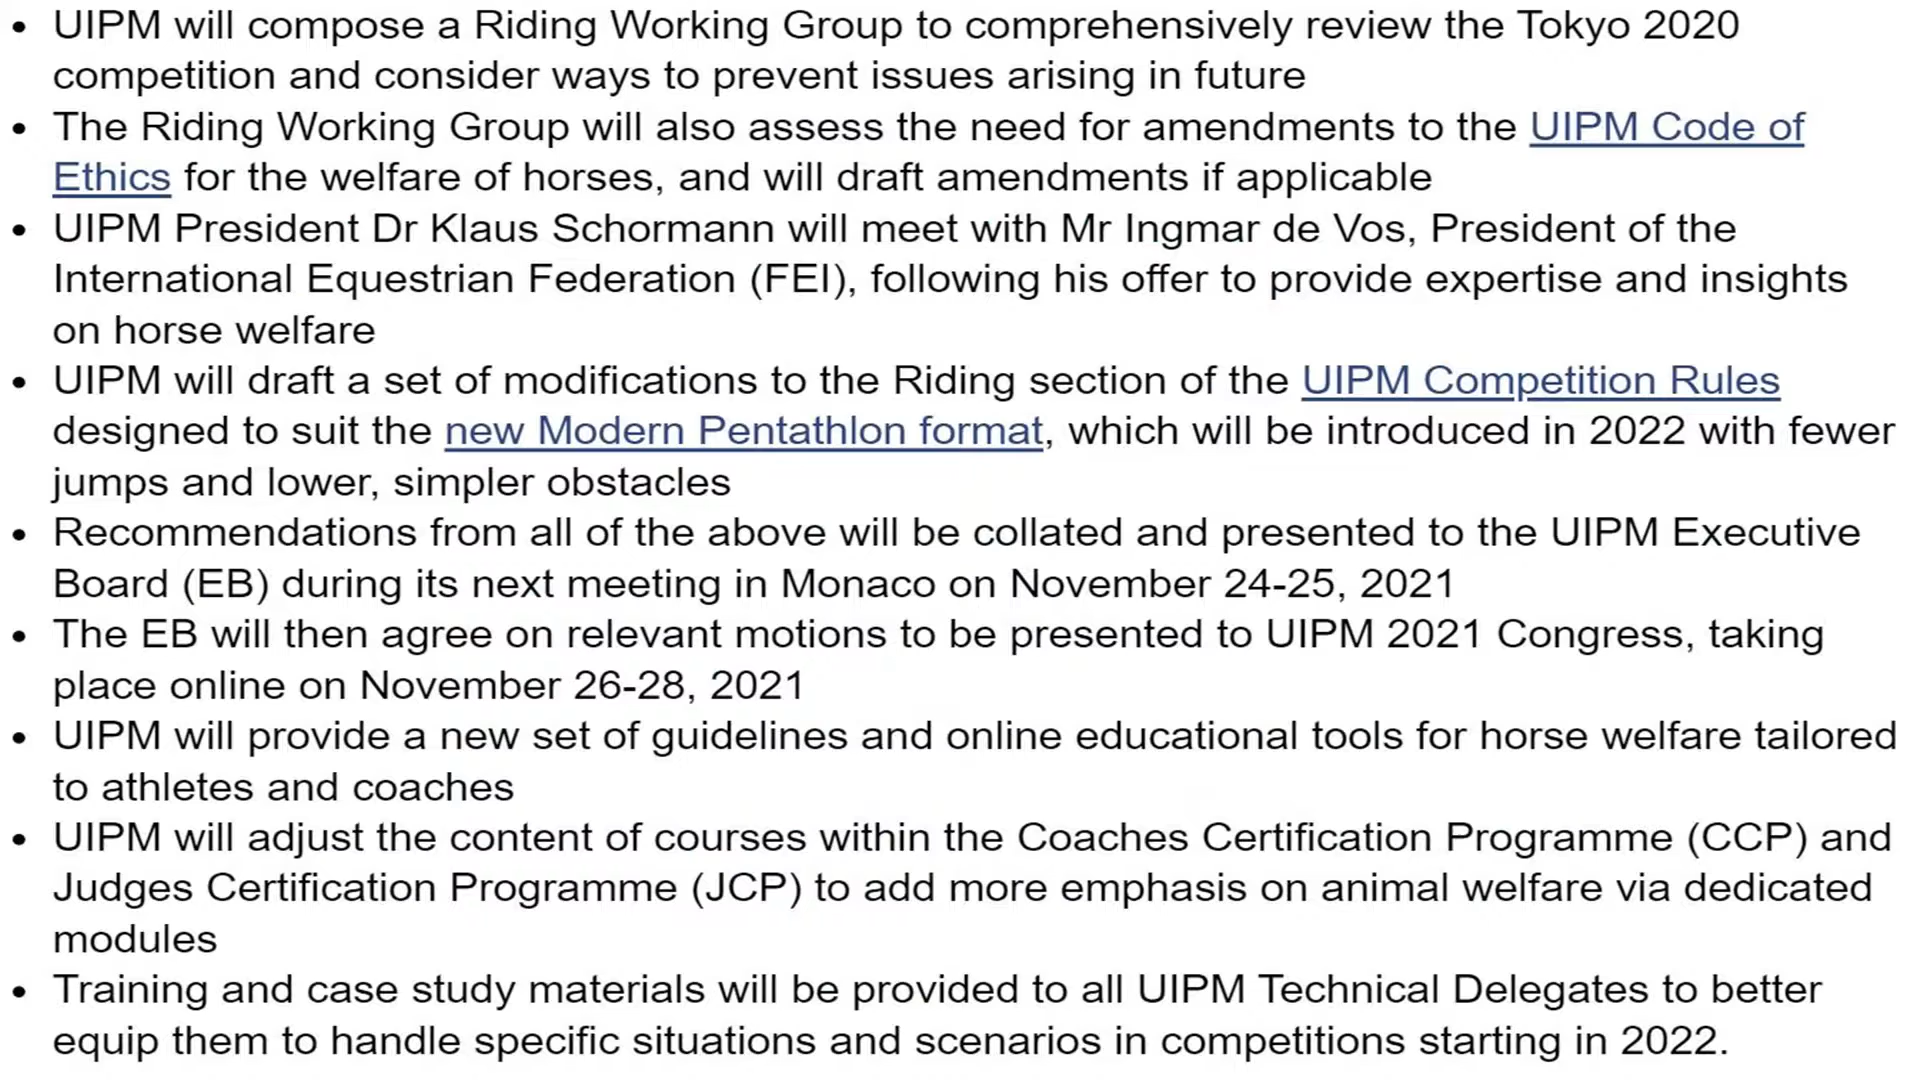 • UIPM will compose a Riding Working Group to comprehensively review the Tokyo 2020
competition and consider ways to prevent issues arising in future
• The Riding Working Group will also assess the need for amendments to the UIPM Code of
Ethics for the welfare of horses, and will draft amendments if applicable
• UIPM President Dr Klaus Schormann will meet with Mr Ingmar de Vos, President of the
International Equestrian Federation (FEI), following his offer to provide expertise and insights
on horse welfare
• UIPM will draft a set of modifications to the Riding section of the UIPM Competition Rules
designed to suit the new Modern Pentathlon format, which will be introduced in 2022 with fewer
jumps and lower, simpler obstacles
• Recommendations from all of the above will be collated and presented to the UIPM Executive
Board (EB) during its next meeting in Monaco on November 24-25, 2021
• The EB will then agree on relevant motions to be presented to UIPM 2021 Congress, taking
place online on November 26-28, 2021
• UIPM will provide a new set of guidelines and online educational tools for horse welfare tailored
to athletes and coaches
• UIPM will adjust the content of courses within the Coaches Certification Programme (CCP) and
Judges Certification Programme (JCP) to add more emphasis on animal welfare via dedicated
modules
• Training and case study materials will be provided to all UIPM Technical Delegates to better
equip them to handle specific situations and scenarios in competitions starting in 2022.